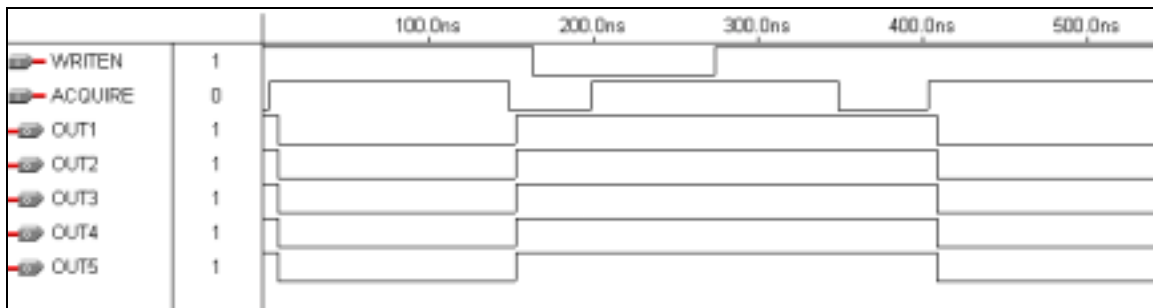 100.0ns 200.0ns 300.0ns 400.0ns 500.0ns
WRITEN 1
ACQUIRE 0
OUT1 1
OUT2 1
OUT3 1
OUT4 1
OUT5 1